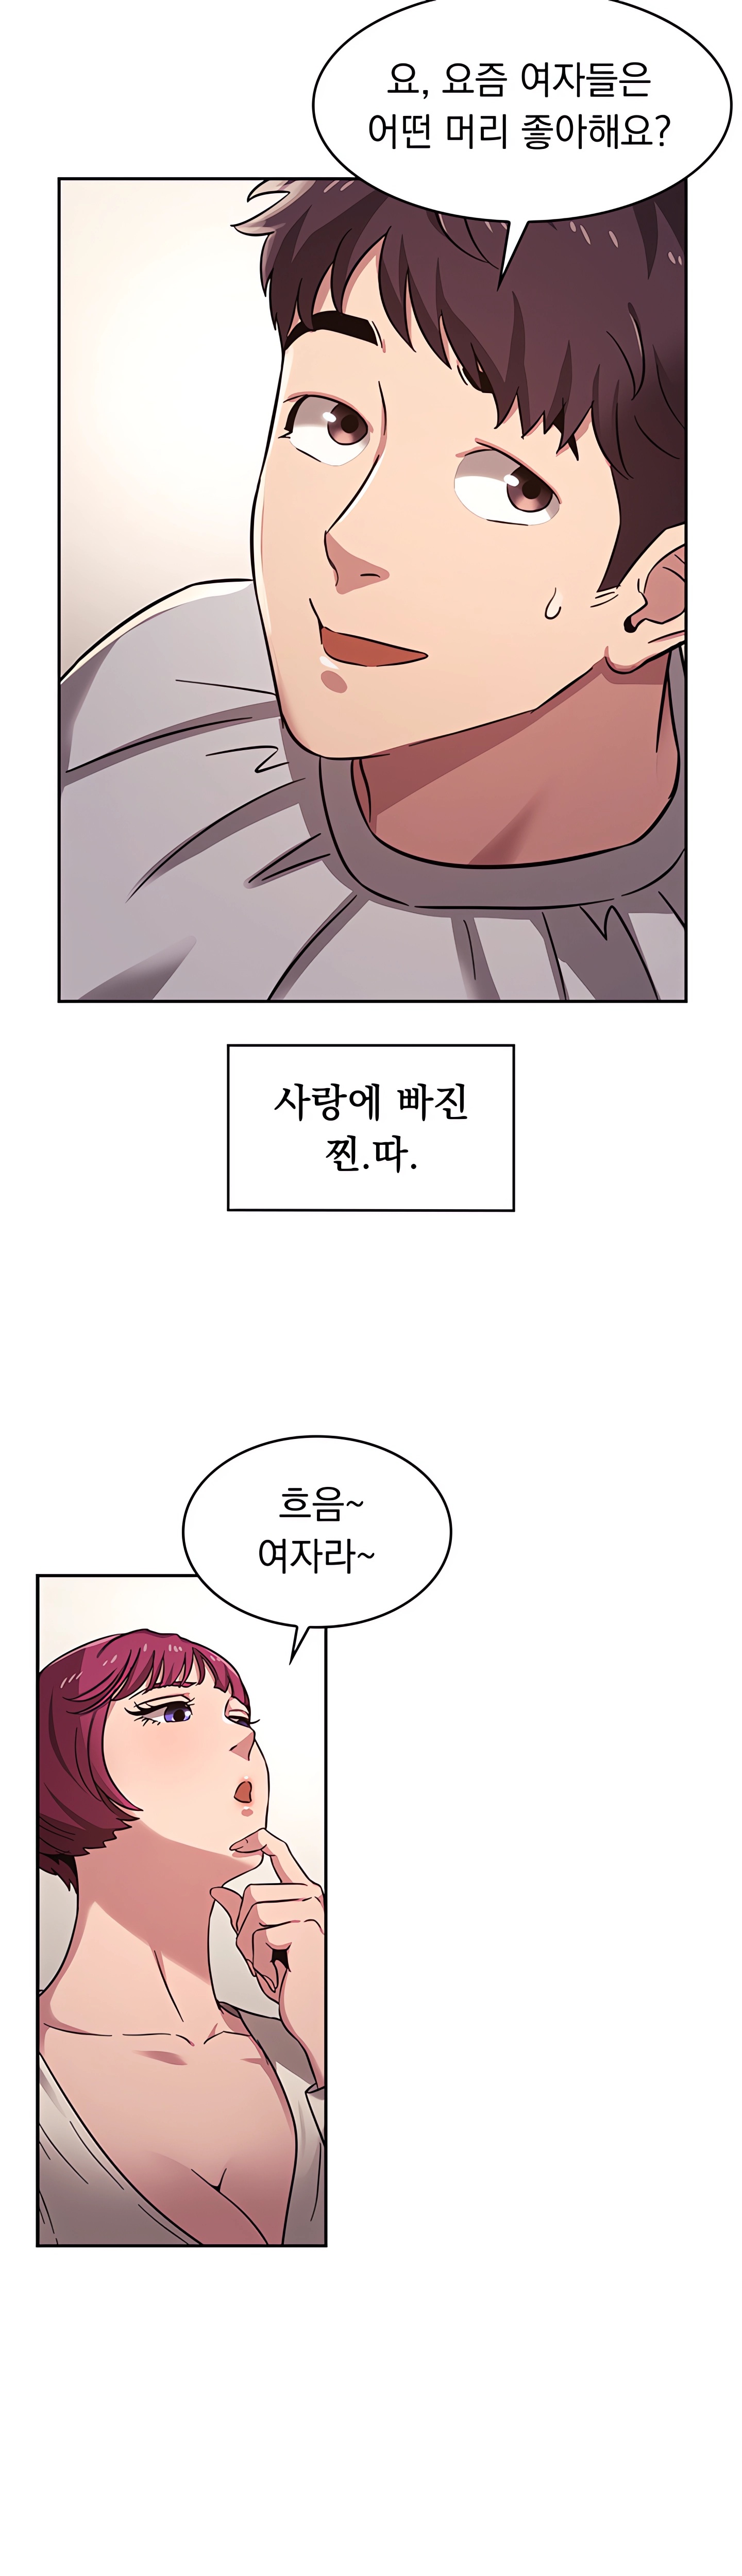 요, 요즘 여자들은
어떤 머리 좋아해요?
사랑에 빠진
찐.따.
흐음~
여자라~